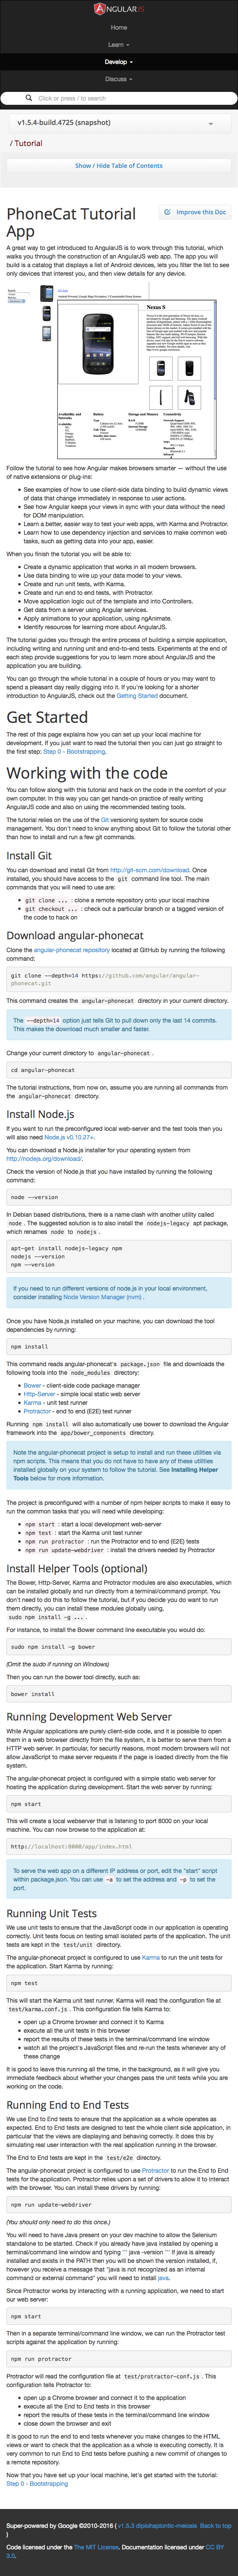 ANGULARJS
Home
Learn
Develop
Discuss
Click or press / to search
v1.5.4-build.4725 (snapshot)
/ Tutorial
Show / Hide Table of Contents
Improve this Doc
PhoneCat Tutorial
App
A great way to get introduced to AngularJS is to work through this tutorial, which
walks you through the construction of an AngularJS web app. The app you will
build is a catalog that displays a list of Android devices, lets you filter the list to see
only devices that interest you, and then view details for any device.
Nexus S
Follow the tutorial to see how Angular makes browsers smarter — without the use
of native extensions or plug-ins:
See examples of how to use client-side data binding to build dynamic views
of data that change immediately in response to user actions.
See how Angular keeps your views in sync with your data without the need
for DOM manipulation.
Learn a better, easier way to test your web apps, with Karma and Protractor.
Learn how to use dependency injection and services to make common web
tasks, such as getting data into your app, easier.
When you finish the tutorial you will be able to:
Create a dynamic application that works in all modern browsers.
Use data binding to wire up your data model to your views.
Create and run unit tests, with Karma.
Create and run end to end tests, with Protractor.
Move application logic out of the template and into Controllers.
Get data from a server using Angular services.
Apply animations to your application, using ngAnimate.
Identify resources for learning more about AngularJS.
The tutorial guides you through the entire process of building a simple application,
including writing and running unit and end-to-end tests. Experiments at the end of
each step provide suggestions for you to learn more about AngularJS and the
application you are building.
You can go through the whole tutorial in a couple of hours or you may want to
spend a pleasant day really digging into it. If you're looking for a shorter
introduction to AngularJS, check out the Getting Started document.
Get Started
The rest of this page explains how you can set up your local machine for
development. If you just want to read the tutorial then you can just go straight to
the first step: Step 0 - Bootstrapping.
Working with the code
You can follow along with this tutorial and hack on the code in the comfort of your
own computer. In this way you can get hands-on practice of really writing
AngularJS code and also on using the recommended testing tools.
The tutorial relies on the use of the Git versioning system for source code
management. You don't need to know anything about Git to follow the tutorial other
than how to install and run a few git commands.
Install Git
You can download and install Git from http://git-scm.com/download. Once
installed, you should have access to the git command line tool. The main
commands that you will need to use are:
git clone ... : clone a remote repository onto your local machine
git checkout ... : check out a particular branch or a tagged version of
the code to hack on
Download angular-phonecat
Clone the angular-phonecat repository located at GitHub by running the following
command:
git clone --depth=14 https://github.com/angular/angular-
phonecat.git
This command creates the angular-phonecat directory in your current directory.
The --depth=14 option just tells Git to pull down only the last 14 commits.
This makes the download much smaller and faster.
Change your current directory to angular-phonecat .
cd angular-phonecat
The tutorial instructions, from now on, assume you are running all commands from
the angular-phonecat directory.
Install Node.js
If you want to run the preconfigured local web-server and the test tools then you
will also need Node.js v0.10.27+.
You can download a Node.js installer for your operating system from
http://nodejs.org/download/.
Check the version of Node.js that you have installed by running the following
command:
node --version
In Debian based distributions, there is a name clash with another utility called
node . The suggested solution is to also install the nodejs-legacy apt package,
which renames node to nodejs .
apt-get install nodejs-legacy npm
nodejs --version
npm --version
If you need to run different versions of node.js in your local environment,
consider installing Node Version Manager (nvm) .
Once you have Node.js installed on your machine, you can download the tool
dependencies by running:
npm install
This command reads angular-phonecat's package.json file and downloads the
following tools into the node_modules directory:
Bower - client-side code package manager
Http-Server - simple local static web server
Karma - unit test runner
Protractor - end to end (E2E) test runner
Running npm install will also automatically use bower to download the Angular
framework into the app/bower_components directory.
Note the angular-phonecat project is setup to install and run these utilities via
npm scripts. This means that you do not have to have any of these utilities
installed globally on your system to follow the tutorial. See Installing Helper
Tools below for more information.
The project is preconfigured with a number of npm helper scripts to make it easy to
run the common tasks that you will need while developing:
npm start : start a local development web-server
npm test : start the Karma unit test runner
npm run protractor : run the Protractor end to end (E2E) tests
npm run update-webdriver : install the drivers needed by Protractor
Install Helper Tools (optional)
The Bower, Http-Server, Karma and Protractor modules are also executables, which
can be installed globally and run directly from a terminal/command prompt. You
don't need to do this to follow the tutorial, but if you decide you do want to run
them directly, you can install these modules globally using,
sudo npm install -g ... .
For instance, to install the Bower command line executable you would do:
sudo npm install -g bower
(Omit the sudo if running on Windows)
Then you can run the bower tool directly, such as:
bower install
Running Development Web Server
While Angular applications are purely client-side code, and it is possible to open
them in a web browser directly from the file system, it is better to serve them from a
HTTP web server. In particular, for security reasons, most modern browsers will not
allow JavaScript to make server requests if the page is loaded directly from the file
system.
The angular-phonecat project is configured with a simple static web server for
hosting the application during development. Start the web server by running:
npm start
This will create a local webserver that is listening to port 8000 on your local
machine. You can now browse to the application at:
http://localhost:8000/app/index.html
To serve the web app on a different IP address or port, edit the "start" script
within package.json. You can use -a to set the address and -p to set the
port.
Running Unit Tests
We use unit tests to ensure that the JavaScript code in our application is operating
correctly. Unit tests focus on testing small isolated parts of the application. The unit
tests are kept in the test/unit directory.
The angular-phonecat project is configured to use Karma to run the unit tests for
the application. Start Karma by running:
npm test
This will start the Karma unit test runner. Karma will read the configuration file at
test/karma.conf.js . This configuration file tells Karma to:
open up a Chrome browser and connect it to Karma
execute all the unit tests in this browser
report the results of these tests in the terminal/command line window
watch all the project's JavaScript files and re-run the tests whenever any of
these change
It is good to leave this running all the time, in the background, as it will give you
immediate feedback about whether your changes pass the unit tests while you are
working on the code.
Running End to End Tests
We use End to End tests to ensure that the application as a whole operates as
expected. End to End tests are designed to test the whole client side application, in
particular that the views are displaying and behaving correctly. It does this by
simulating real user interaction with the real application running in the browser.
The End to End tests are kept in the test/e2e directory.
The angular-phonecat project is configured to use Protractor to run the End to End
tests for the application. Protractor relies upon a set of drivers to allow it to interact
with the browser. You can install these drivers by running:
npm run update-webdriver
(You should only need to do this once.)
You will need to have Java present on your dev machine to allow the Selenium
standalone to be started. Check if you already have java installed by opening a
terminal/command line window and typing ``` java -version ``` If java is already
installed and exists in the PATH then you will be shown the version installed, if,
however you receive a message that "java is not recognized as an internal
command or external command" you will need to install java.
Since Protractor works by interacting with a running application, we need to start
our web server:
npm start
Then in a separate terminal/command line window, we can run the Protractor test
scripts against the application by running:
npm run protractor
Protractor will read the configuration file at test/protractor-conf.js . This
configuration tells Protractor to:
open up a Chrome browser and connect it to the application
execute all the End to End tests in this browser
report the results of these tests in the terminal/command line window
close down the browser and exit
It is good to run the end to end tests whenever you make changes to the HTML
views or want to check that the application as a whole is executing correctly. It is
very common to run End to End tests before pushing a new commit of changes to
a remote repository.
Now that you have set up your local machine, let's get started with the tutorial:
Step 0 - Bootstrapping
Super-powered by Google ©2010-2016 ( v1.5.3 diplohaplontic-meiosis Back to top
)
Code licensed under the The MIT License. Documentation licensed under CC BY
3.0.